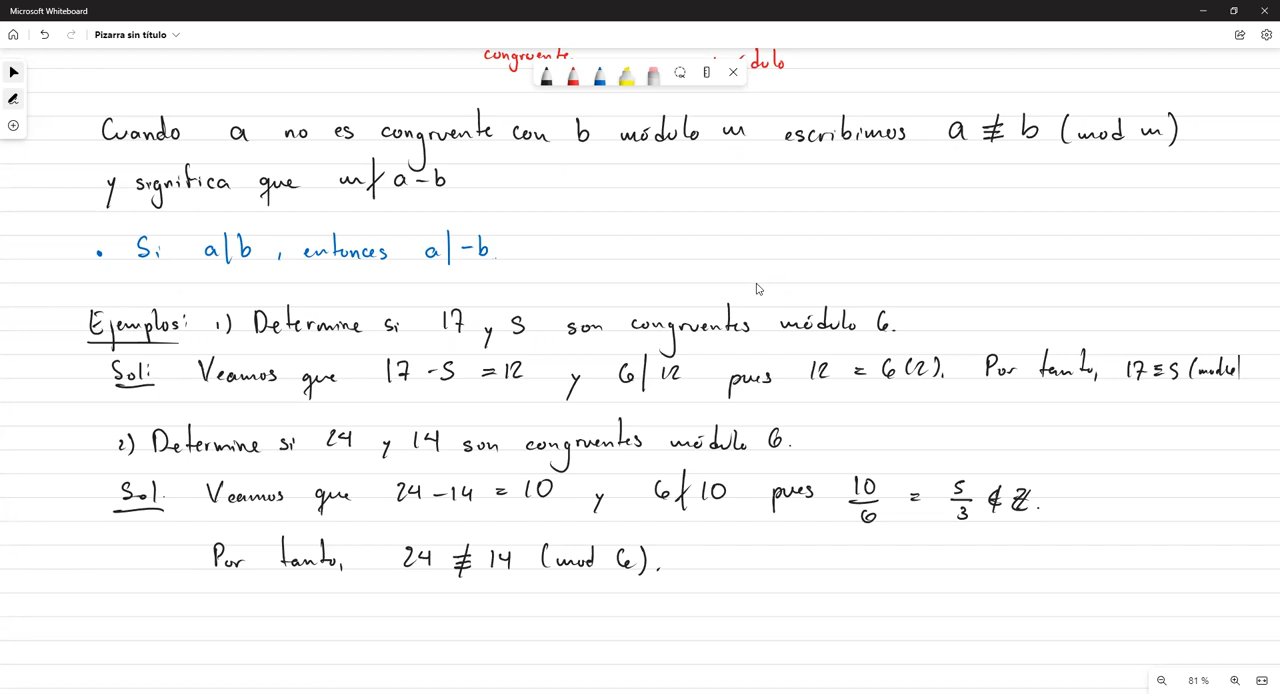 Microsoft Whiteboard
Pizarra sin título
congruente módulo
Cuando a no es congruente con b módulo m escribimos a ≢ b (mod m)
y significa que m∤a-b
• Si a|b, entonces a|-b.
Ejemplos: 1) Determine si 17 y 5 son congruentes módulo 6.
Sol: Veamos que 17-5=12 y 6|12 pues 12 = 6(2). Por tanto, 17≡5 (mod6)
2) Determine si 24 y 14 son congruentes módulo 6.
Sol. Veamos que 24-14=10 y 6∤10 pues 10/6 = 5/3 ∉ ℤ.
Por tanto, 24 ≢ 14 (mod 6).
81 %